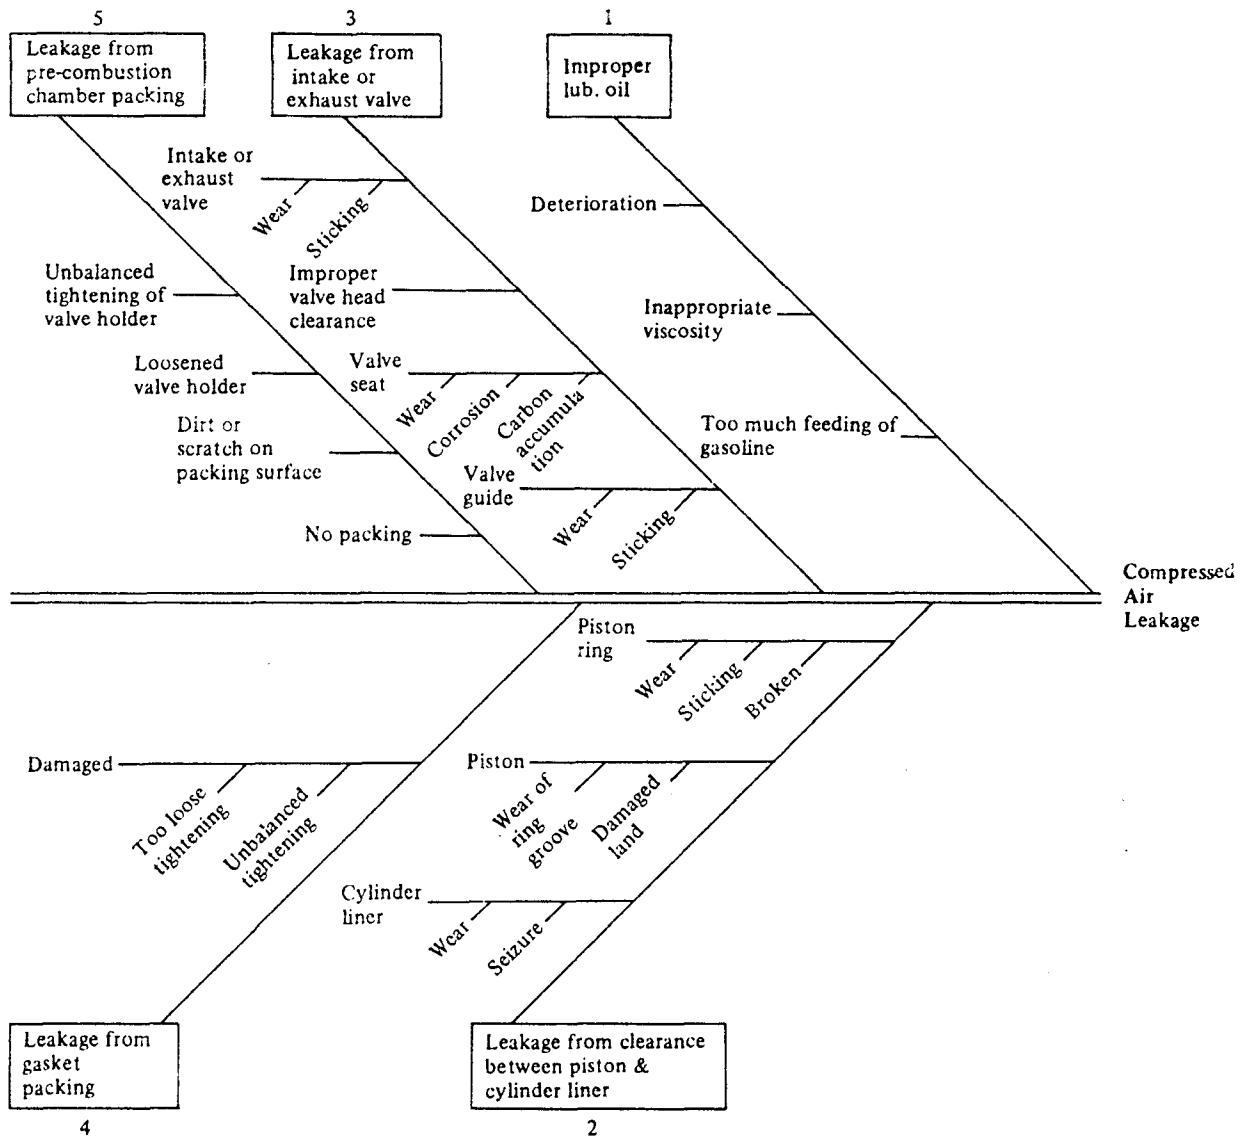 5
Leakage from
pre-combustion
chamber packing
3
Leakage from
intake or
exhaust valve
1
Improper
lub. oil
Intake or
exhaust
valve
Wear
Sticking
Deterioration
Unbalanced
tightening of
valve holder
Improper
valve head
clearance
Inappropriate
viscosity
Loosened
valve holder
Valve
seat
Wear
Corrosion
Carbon
accumula
tion
Dirt or
scratch on
packing surface
Too much feeding of
gasoline
Valve
guide
Wear
Sticking
No packing
Compressed
Air
Leakage
Piston
ring
Wear
Sticking
Broken
Damaged
Too loose
tightening
Unbalanced
tightening
Piston
Wear of
ring
groove
Damaged
land
Cylinder
liner
Wear
Seizure
Leakage from
gasket
packing
4
Leakage from clearance
between piston &
cylinder liner
2